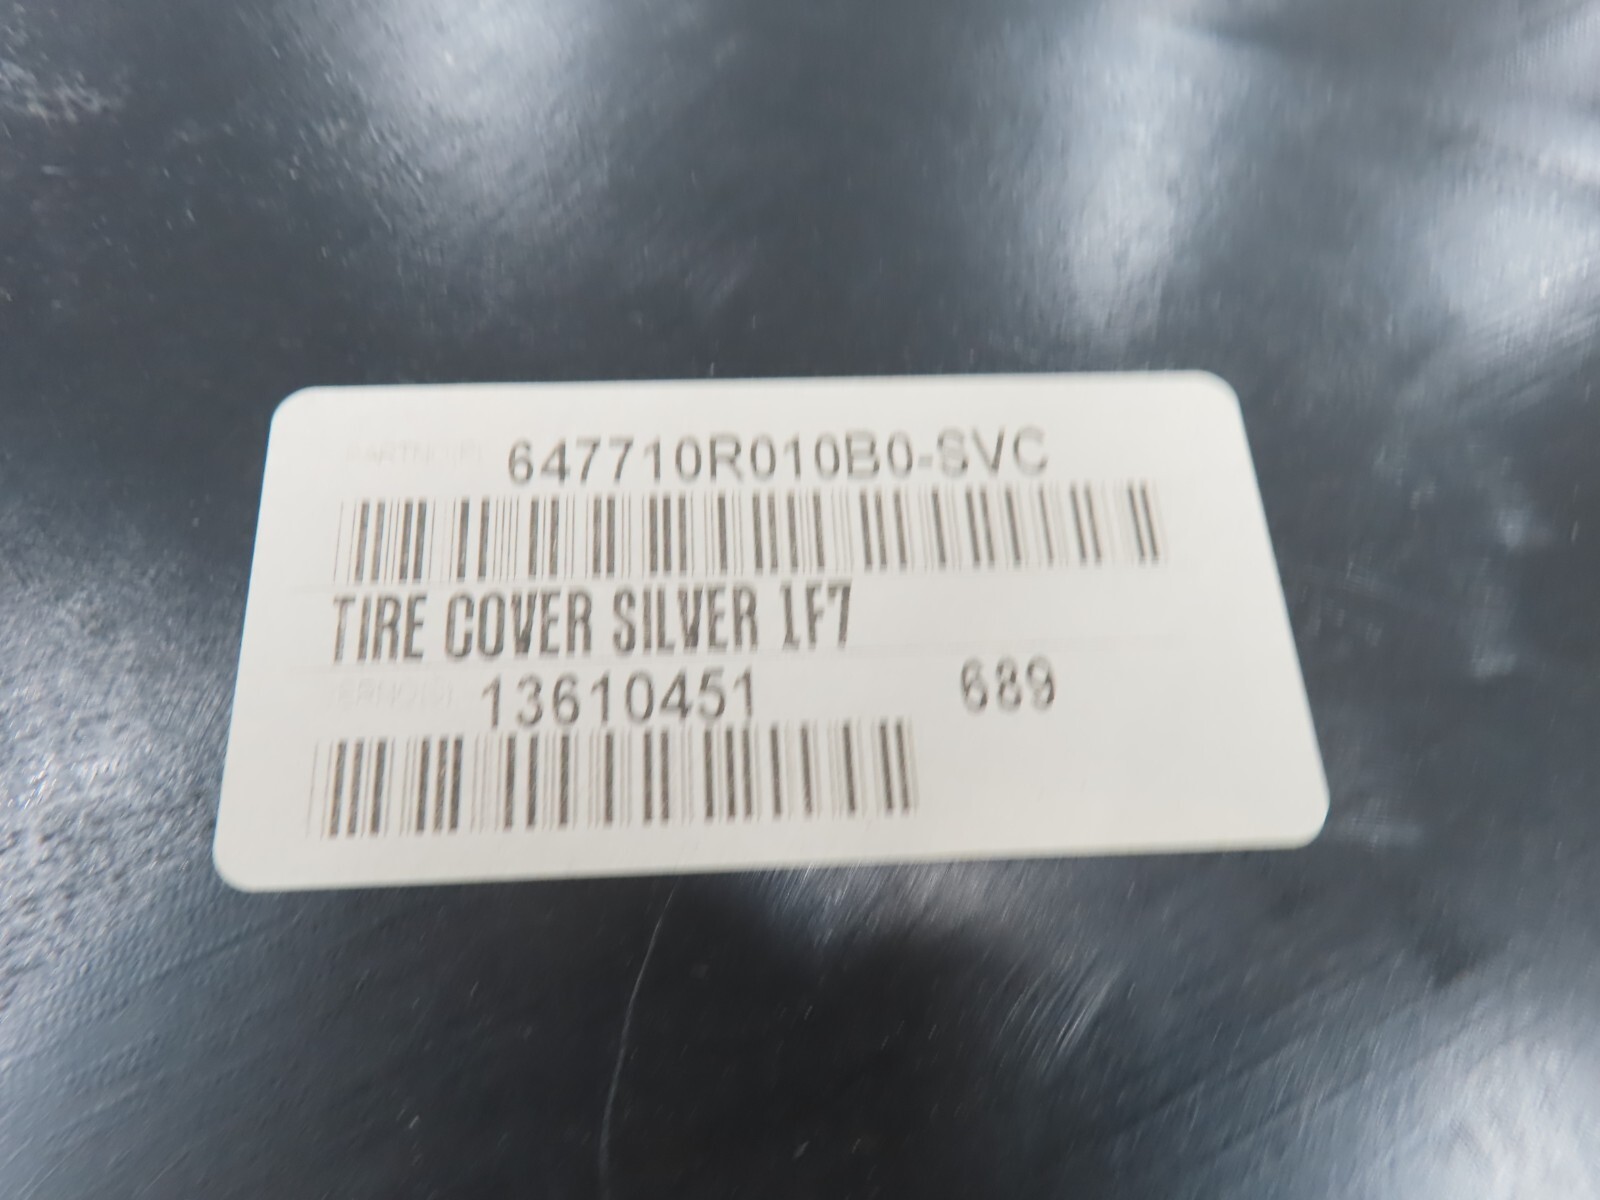 647710R010B0-SVC
TIRE COVER SILVER 1F7
13610451 689